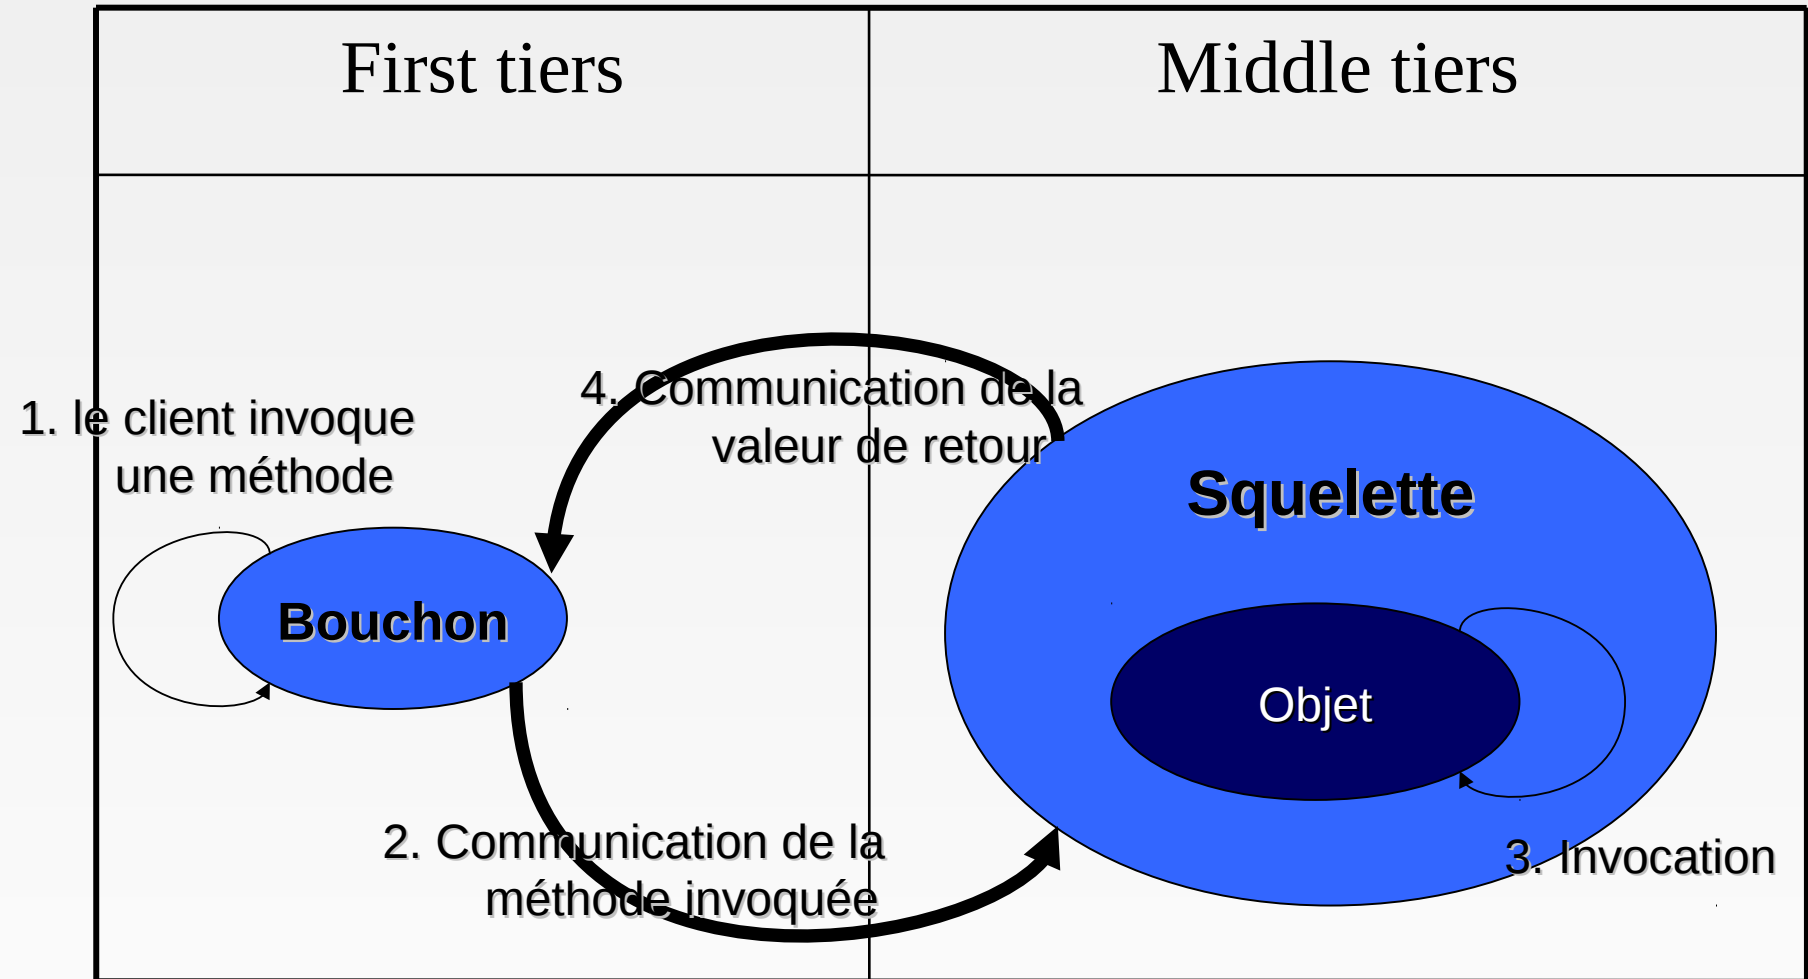 First tiers
Middle tiers
4. Communication de la
valeur de retour
1. le client invoque
une méthode
Squelette
Bouchon
Objet
2. Communication de la
méthode invoquée
3. Invocation